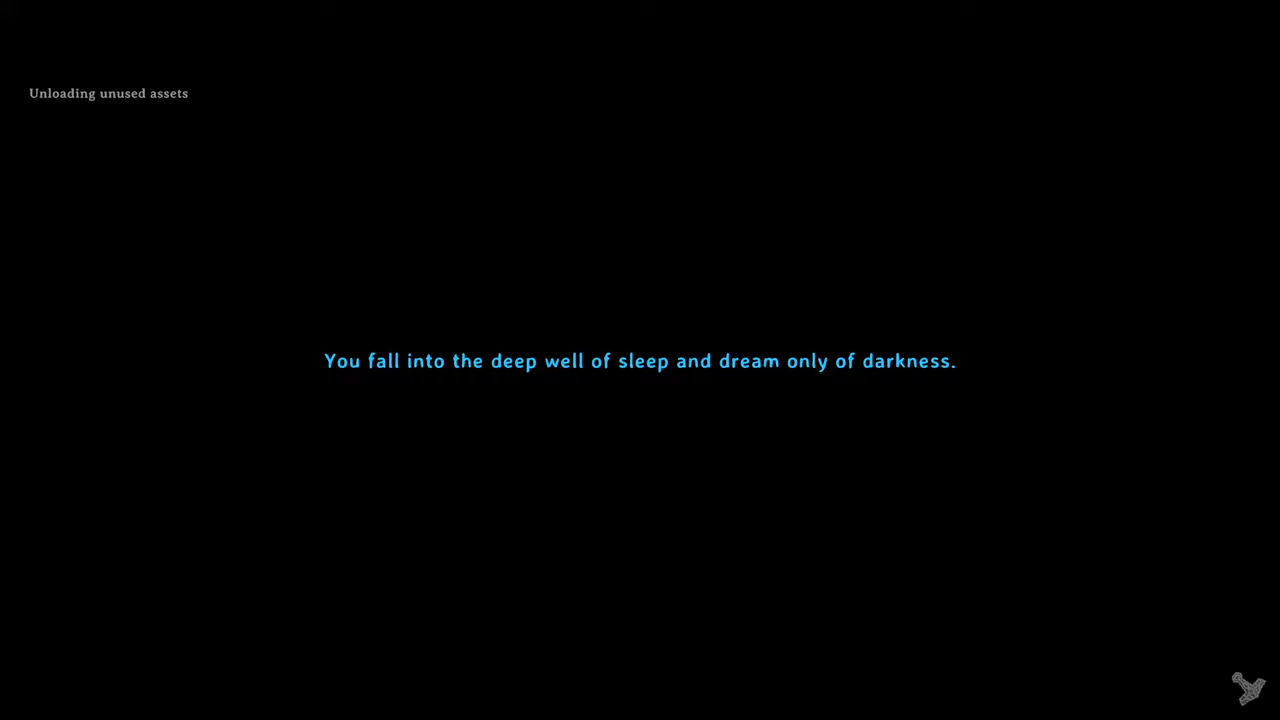 Unloading unused assets
You fall into the deep well of sleep and dream only of darkness.